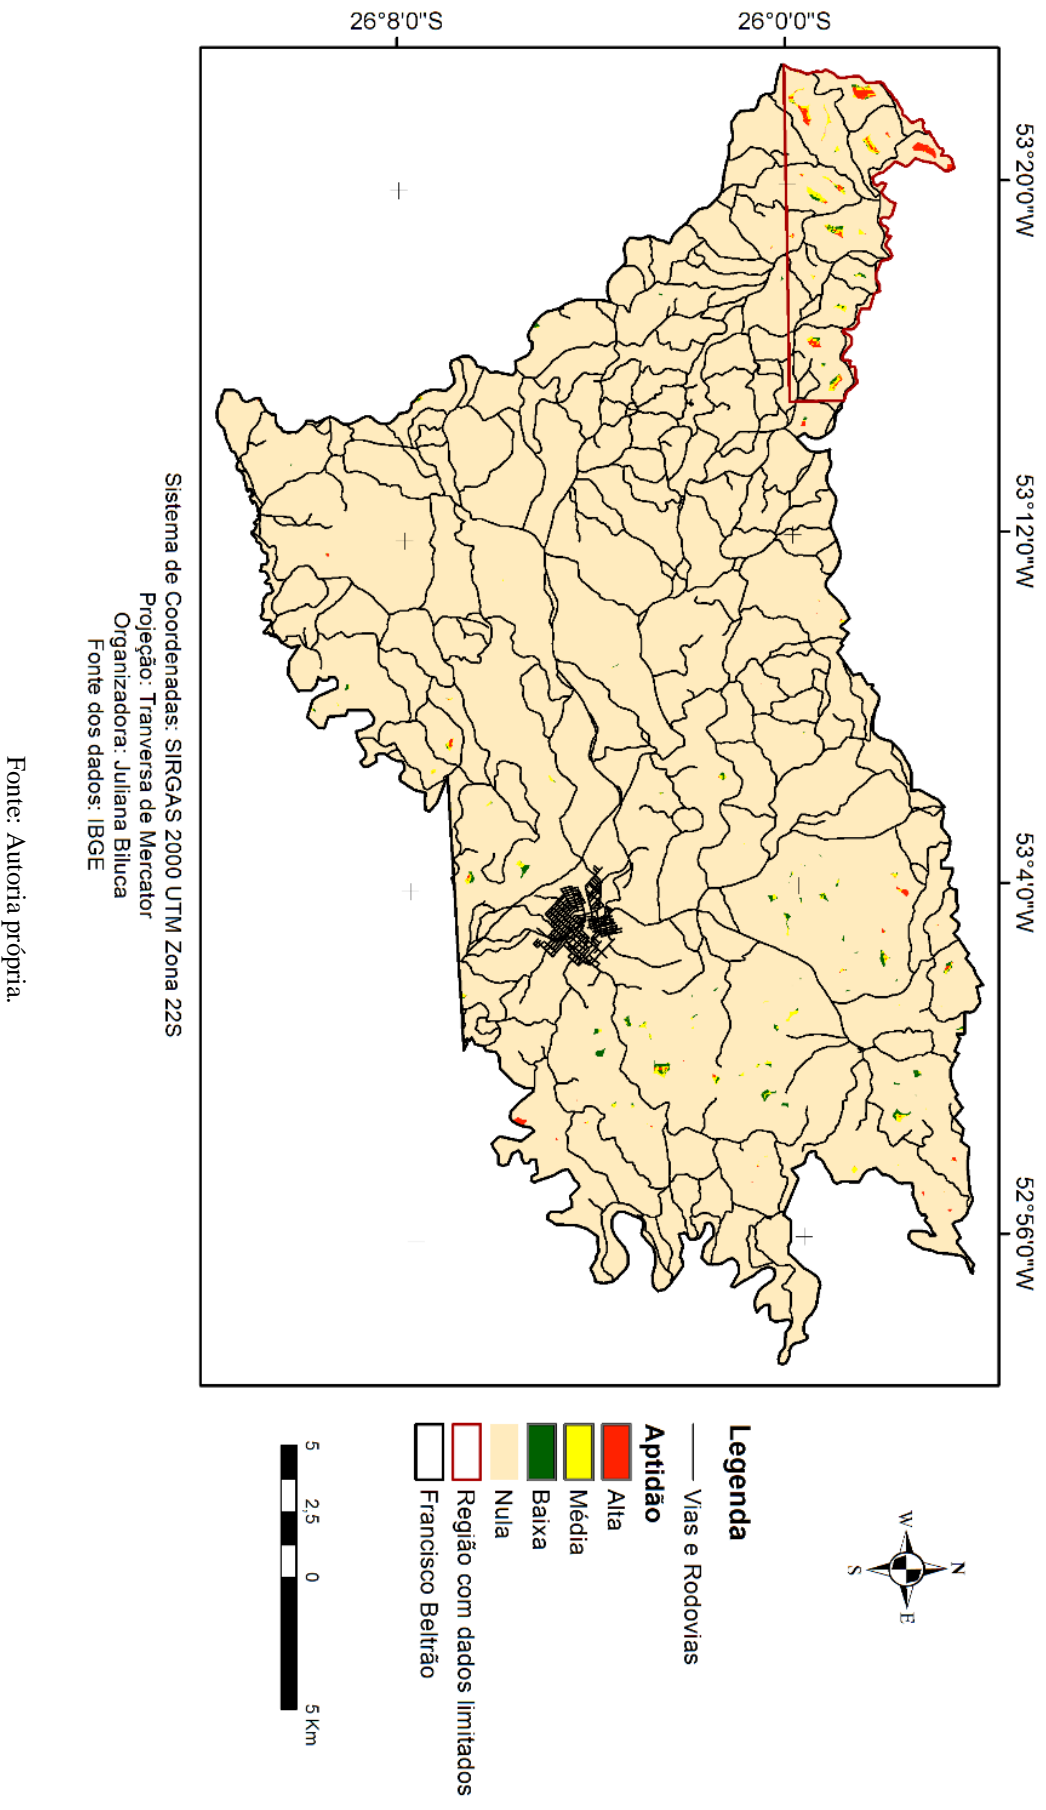 26°8'0"S
26°0'0"S
53°20'0"W
53°12'0"W
53°4'0"W
52°56'0"W
N
W
E
S
Legenda
Vias e Rodovias
Aptidão
Alta
Média
Baixa
Nula
Região com dados limitados
Francisco Beltrão
5 2,5 0 5 Km
Sistema de Coordenadas: SIRGAS 2000 UTM Zona 22S
Projeção: Tranversa de Mercator
Organizadora: Juliana Biluca
Fonte dos dados: IBGE
Fonte: Autoria própria.